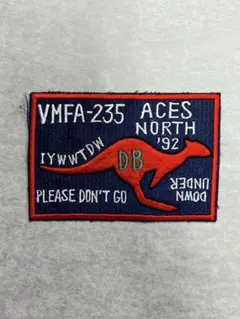 VMFA-235 ACES
NORTH
'92
IYWWTDW
DB
DOWN
UNDER
PLEASE DON'T GO